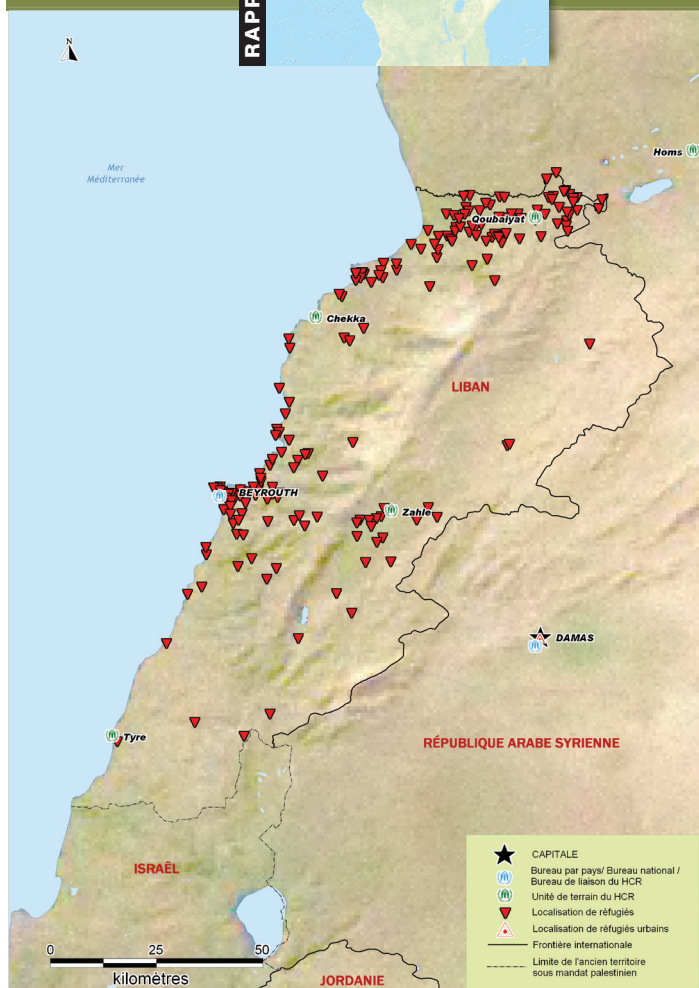 RAPP
N
Mer
Méditerranée
Homs
Qoubaiyat
Chekka
LIBAN
BEYROUTH
Zahle
DAMAS
Tyre
RÉPUBLIQUE ARABE SYRIENNE
ISRAËL
JORDANIE
0 25 50
kilomètres
CAPITALE
Bureau par pays/ Bureau national /
Bureau de liaison du HCR
Unité de terrain du HCR
Localisation de réfugiés
Localisation de réfugiés urbains
Frontière internationale
Limite de l'ancien territoire
sous mandat palestinien